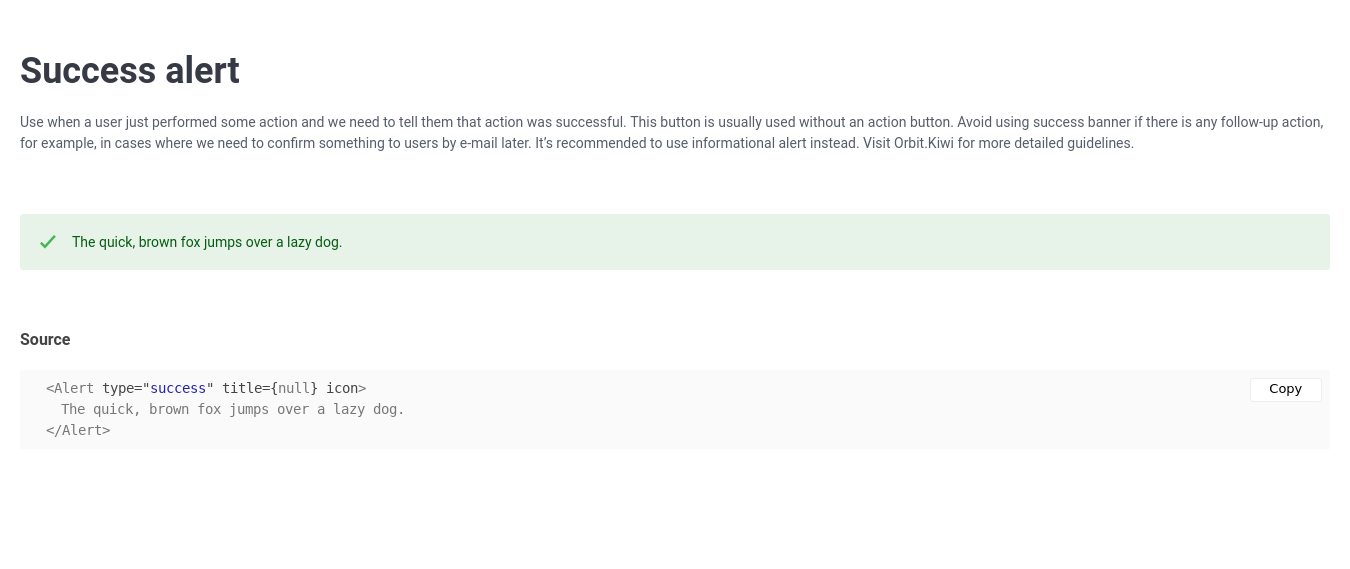 Success alert
Use when a user just performed some action and we need to tell them that action was successful. This button is usually used without an action button. Avoid using success banner if there is any follow-up action,
for example, in cases where we need to confirm something to users by e-mail later. It’s recommended to use informational alert instead. Visit Orbit.Kiwi for more detailed guidelines.
The quick, brown fox jumps over a lazy dog.
Source
<Alert type="success" title={null} icon>
Copy
The quick, brown fox jumps over a lazy dog.
</Alert>